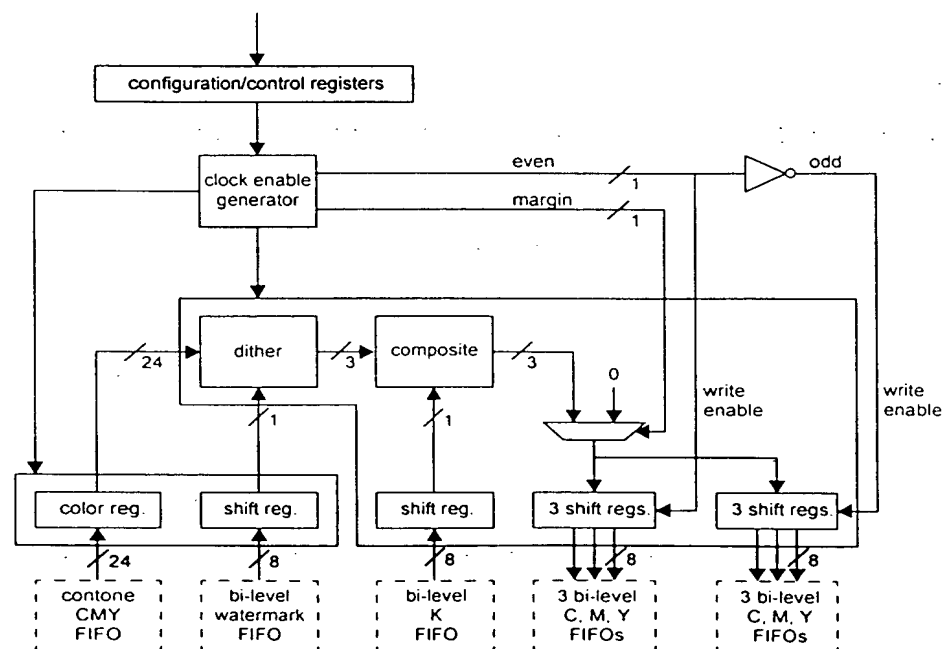 configuration/control registers
clock enable
generator
even
1
odd
margin
1
dither
composite
24
3
3
0
1
1
write
enable
write
enable
color reg.
shift reg.
shift reg.
3 shift regs.
3 shift regs.
24
8
8
8
8
contone
CMY
FIFO
bi-level
watermark
FIFO
bi-level
K
FIFO
3 bi-level
C, M, Y
FIFOs
3 bi-level
C, M, Y
FIFOs